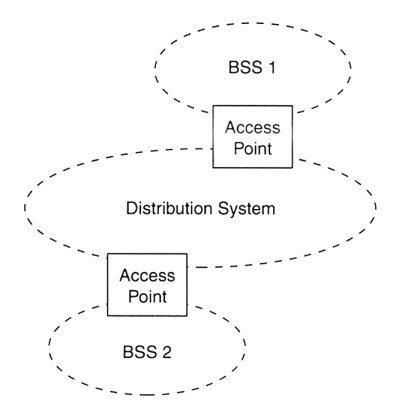 BSS 1
Access
Point
Distribution System
Access
Point
BSS 2